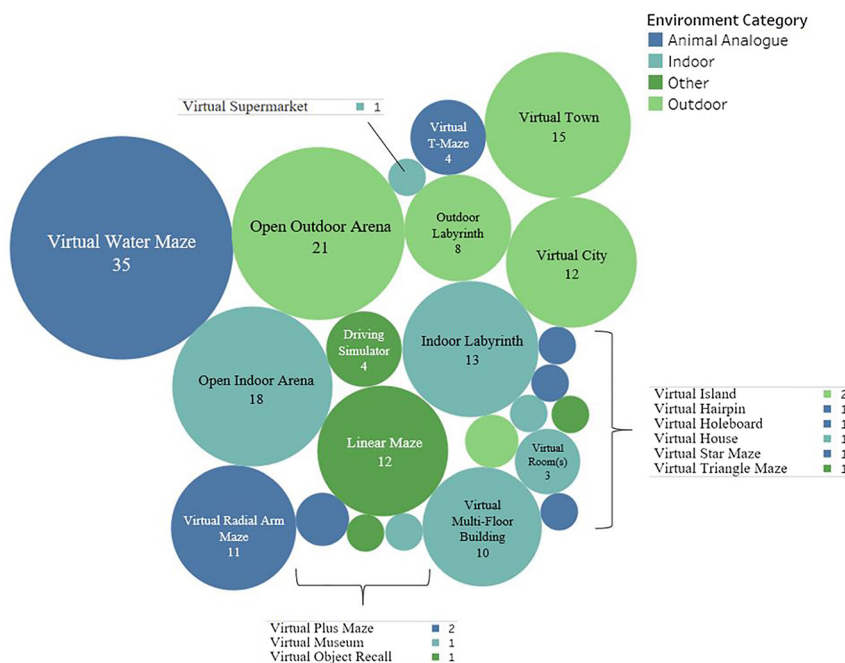 Environment Category
Animal Analogue
Indoor
Other
Outdoor
Virtual Supermarket 1
Virtual
T-Maze
4
Virtual Town
15
Virtual Water Maze
35
Open Outdoor Arena
21
Outdoor
Labyrinth
8
Virtual City
12
Driving
Simulator
4
Indoor Labyrinth
13
Open Indoor Arena
18
Linear Maze
12
Virtual
Room(s)
3
Virtual Radial Arm
Maze
11
Virtual
Multi-Floor
Building
10
Virtual Island 2
Virtual Hairpin 1
Virtual Holeboard 1
Virtual House 1
Virtual Star Maze 1
Virtual Triangle Maze 1
Virtual Plus Maze 2
Virtual Museum 1
Virtual Object Recall 1